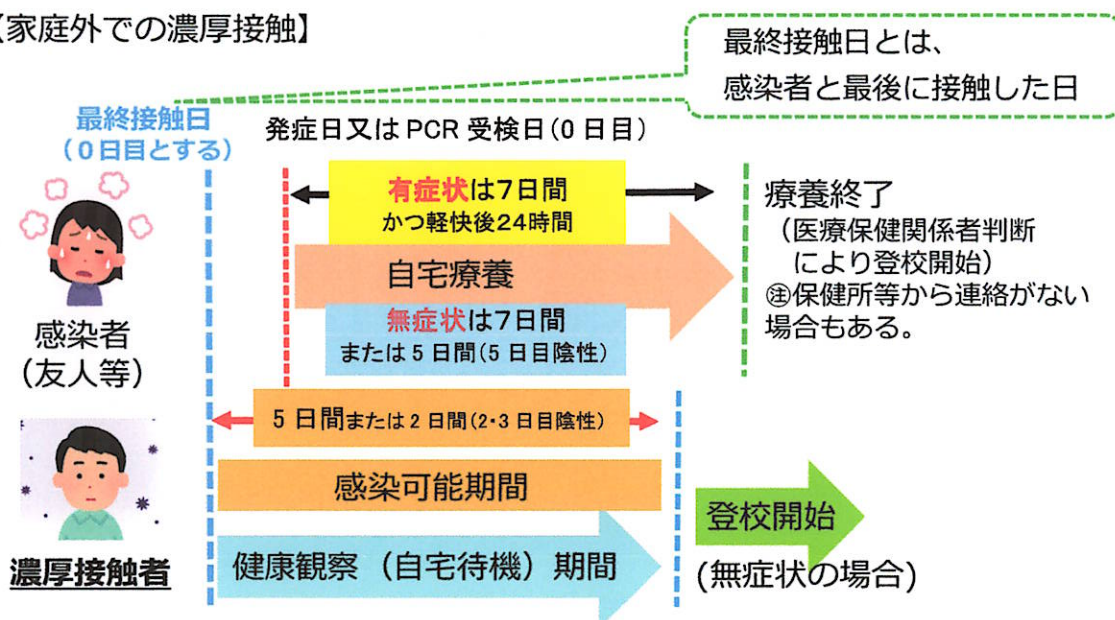 【家庭外での濃厚接触】
最終接触日とは、
感染者と最後に接触した日
最終接触日
(0日目とする)
発症日又はPCR 受検日(0 日目)
有症状は7日間
かつ軽快後24時間
自宅療養
無症状は7日間
または5 日間(5 日目陰性)
療養終了
(医療保健関係者判断
により登校開始)
㊟保健所等から連絡がない
場合もある。
感染者
(友人等)
5 日間または2 日間(2・3 日目陰性)
感染可能期間
健康観察(自宅待機)期間
濃厚接触者
登校開始
(無症状の場合)